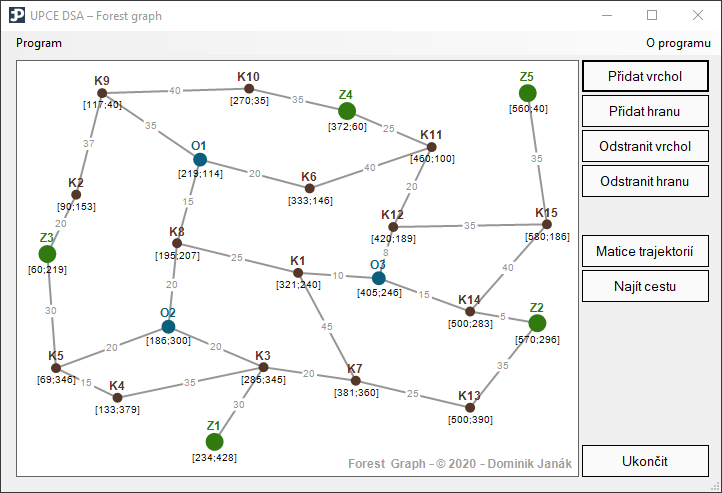 UPCE DSA – Forest graph
Program
O programu
K9
[117;40]
40
K10
[270;35]
35
Z4
[372;60]
25
Z5
[560;40]
Přidat vrchol
Přidat hranu
37
35
O1
[219;114]
20
K6
[333;146]
40
K11
[460;100]
35
Odstranit vrchol
K2
[90;153]
20
15
20
Odstranit hranu
Z3
[60;219]
K8
[195;207]
25
K12
[420;189]
35
K15
[580;186]
8
Matice trajektorií
K1
[321;240]
10
O3
[405;246]
40
Najít cestu
20
15
30
O2
[186;300]
45
K14
[500;283]
5
Z2
[570;296]
20
20
K5
[69;346]
15
K4
[133;379]
35
K3
[285;345]
20
K7
[381;360]
25
35
K13
[500;390]
30
Z1
[234;428]
Forest Graph - © 2020 - Dominik Janák
Ukončit